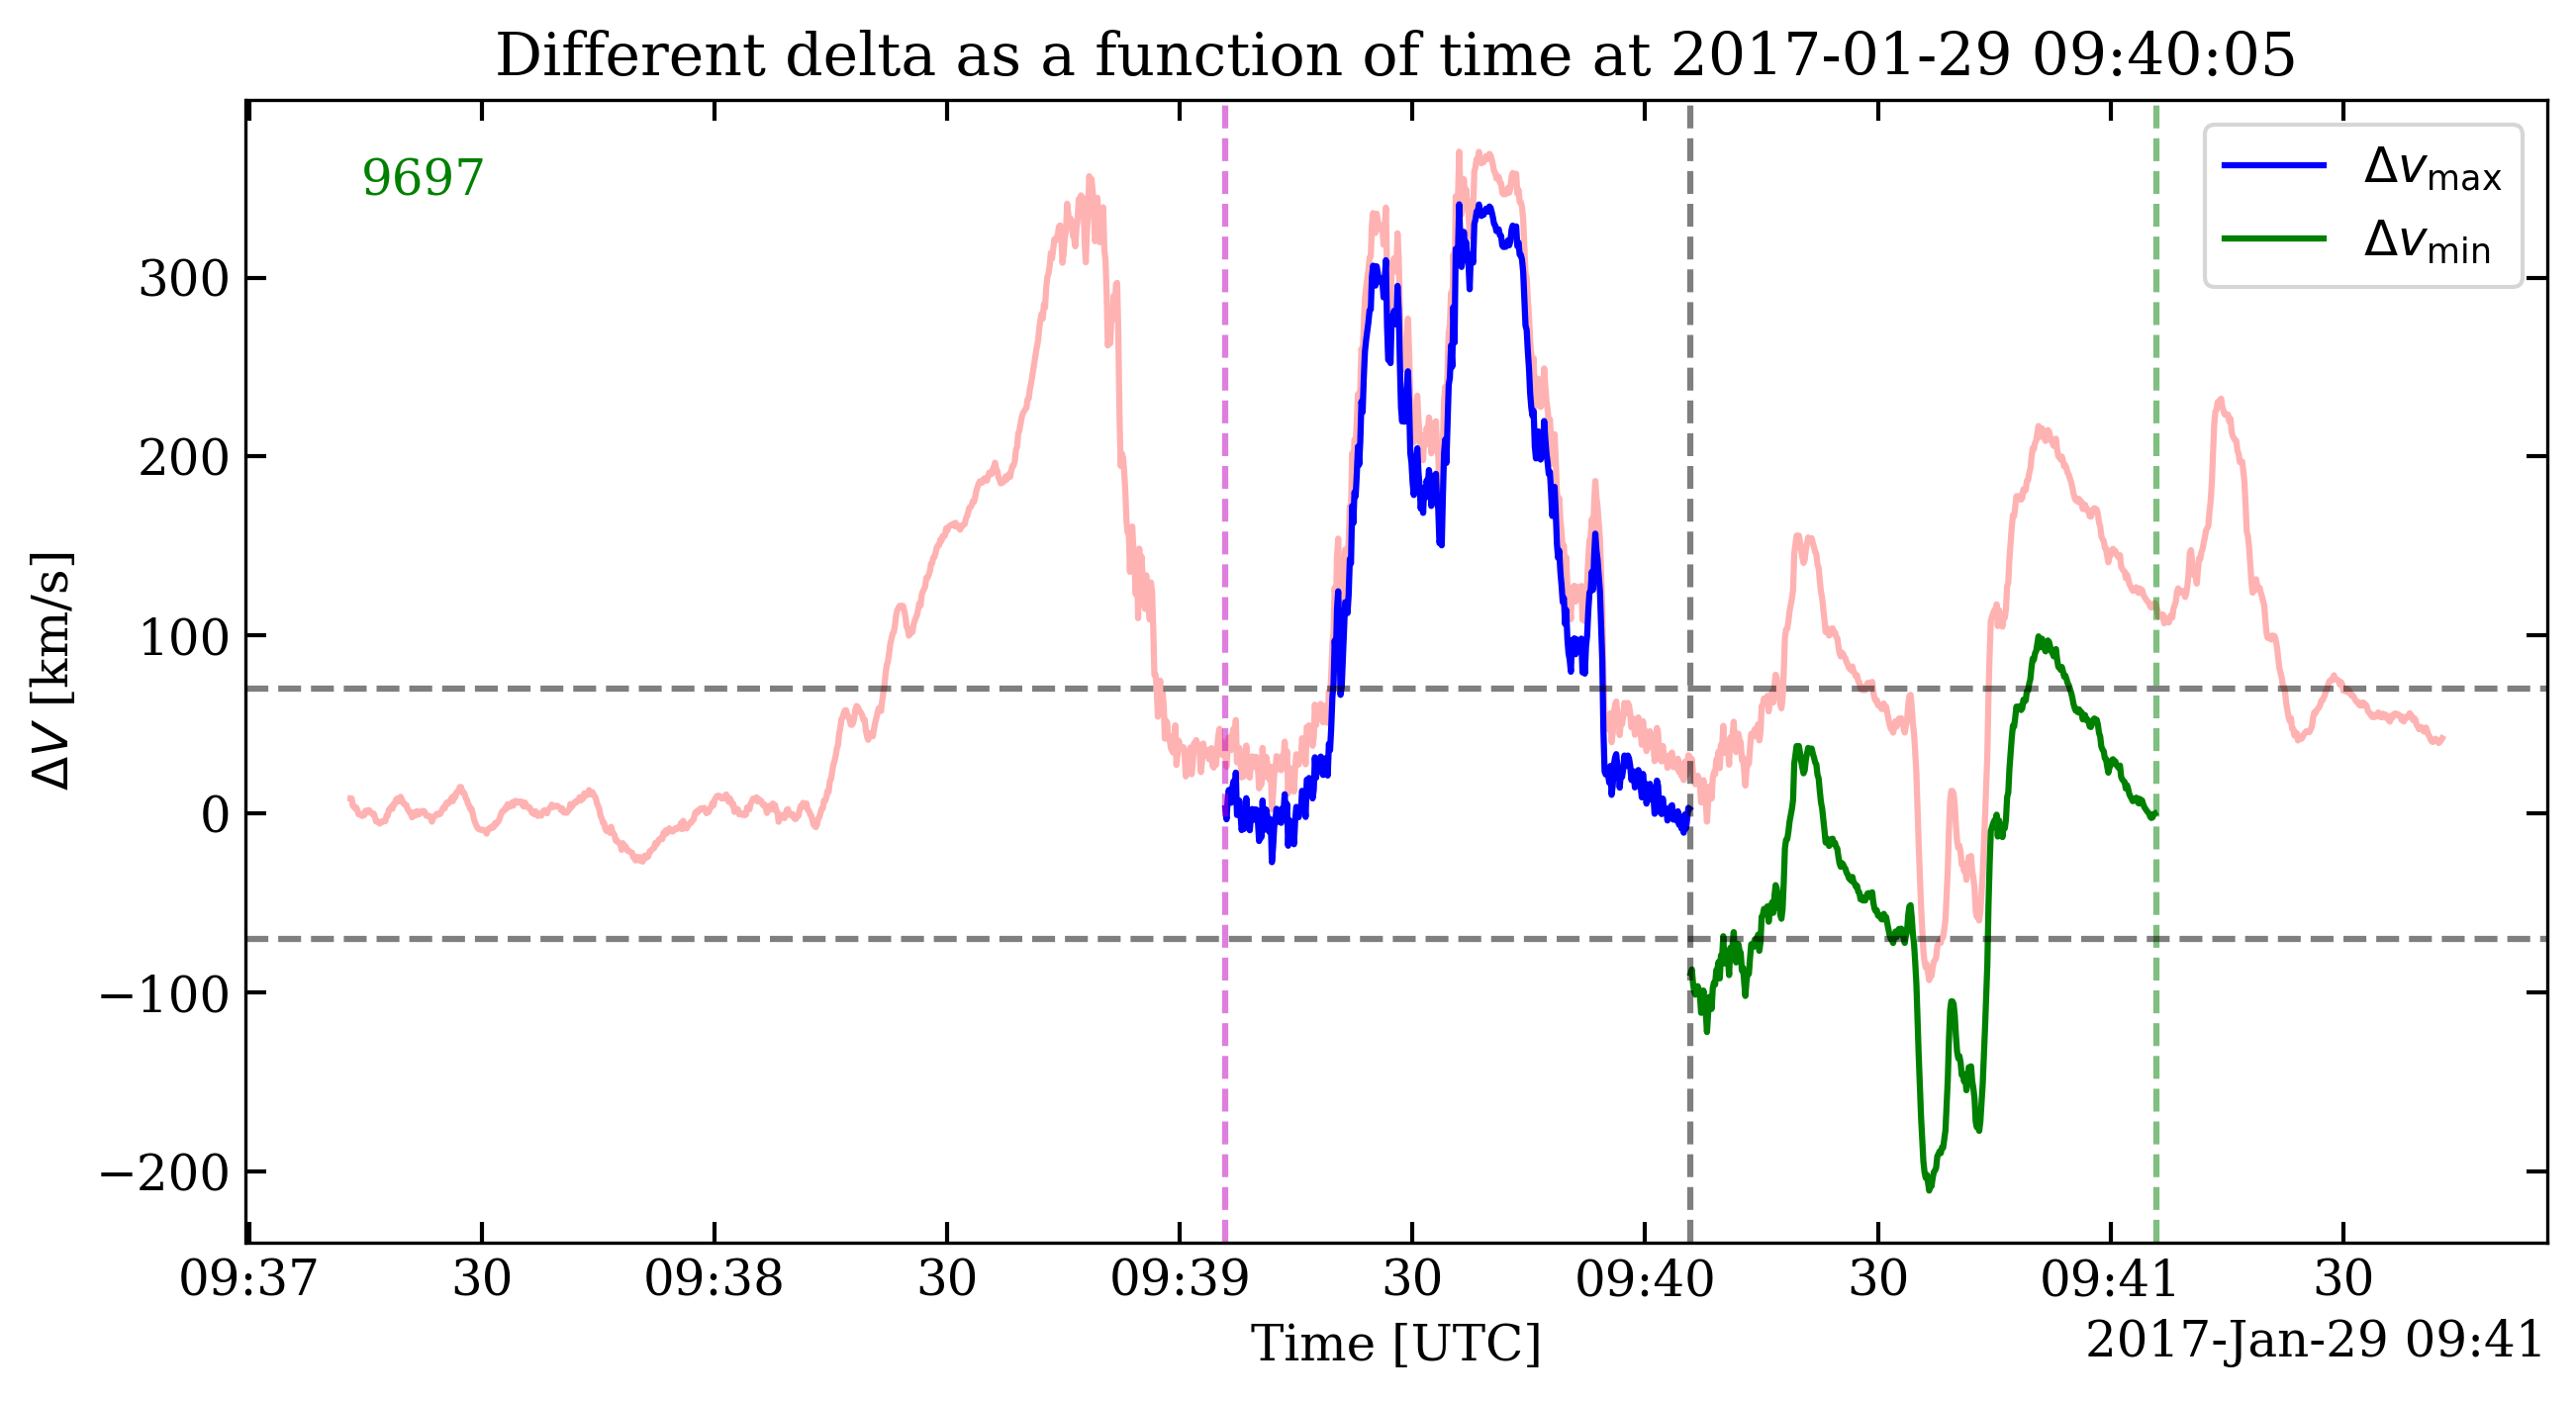 Different delta as a function of time at 2017-01-29 09:40:05
9697
Δv_max
Δv_min
300
200
100
0
−100
−200
ΔV [km/s]
09:37 30 09:38 30 09:39 30 09:40 30 09:41 30
Time [UTC]
2017-Jan-29 09:41